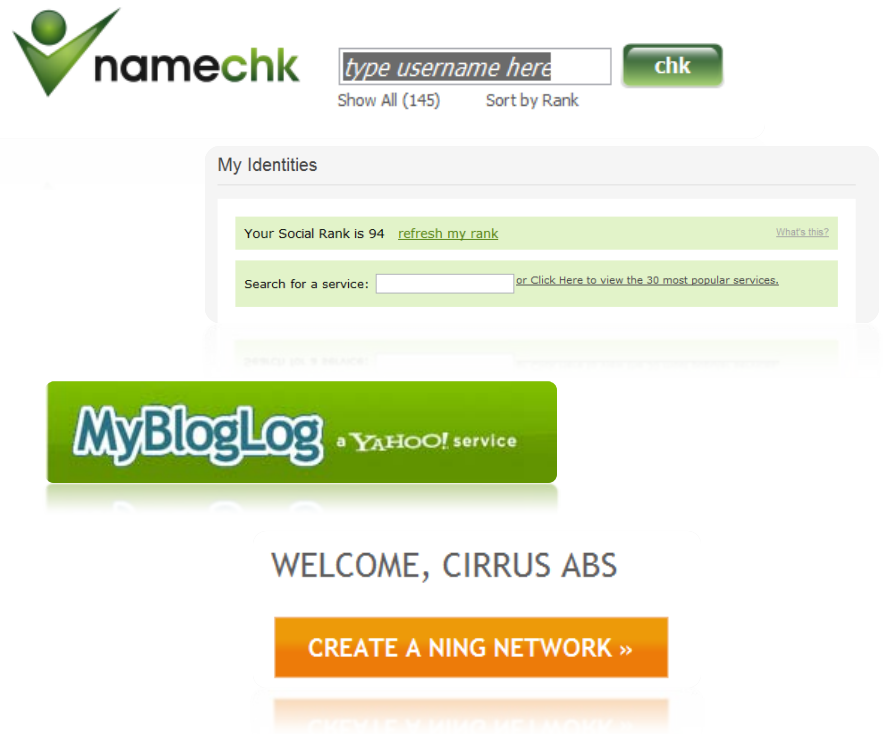 namechk
type username here
chk
Show All (145) Sort by Rank
My Identities
Your Social Rank is 94 refresh my rank What's this?
Search for a service: or Click Here to view the 30 most popular services.
MyBlogLog a YAHOO! service
WELCOME, CIRRUS ABS
CREATE A NING NETWORK »